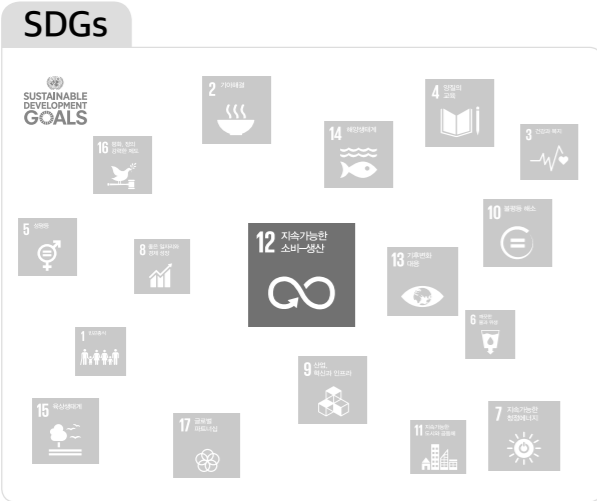 SDGs
SUSTAINABLE
DEVELOPMENT
GOALS
2 기아해결
4 양질의
교육
14 해양생태계
3 건강과 복지
16 평화, 정의
강력한 제도
5 성평등
8 좋은 일자리와
경제 성장
12 지속가능한
소비–생산
10 불평등 해소
13 기후변화
대응
6 깨끗한
물과 위생
1 빈곤종식
9 산업,
혁신과 인프라
15 육상생태계
17 글로벌
파트너십
11 지속가능한
도시와 공동체
7 지속가능한
청정에너지